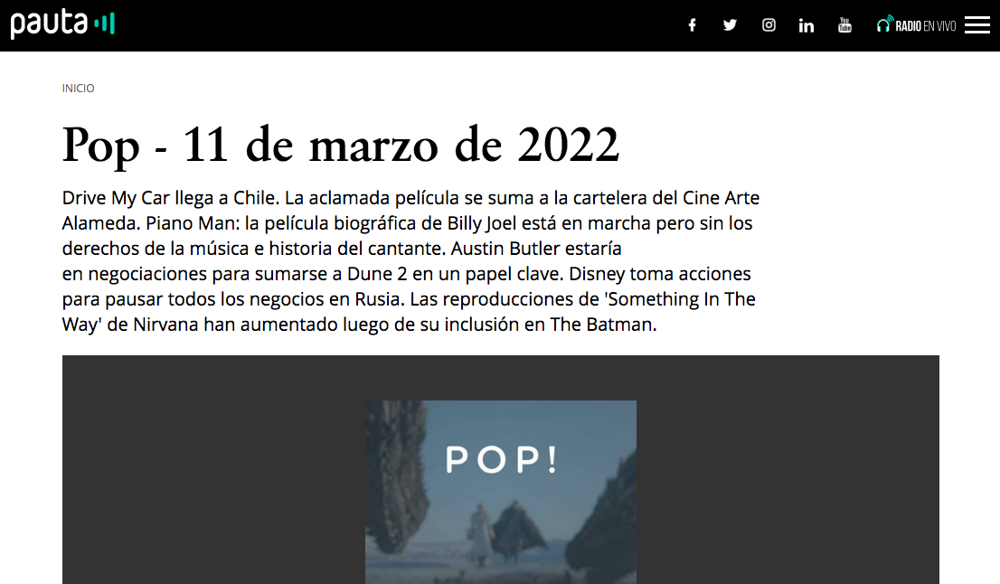 pauta
You Tube
RADIO EN VIVO
INICIO
Pop - 11 de marzo de 2022
Drive My Car llega a Chile. La aclamada película se suma a la cartelera del Cine Arte
Alameda. Piano Man: la película biográfica de Billy Joel está en marcha pero sin los
derechos de la música e historia del cantante. Austin Butler estaría
en negociaciones para sumarse a Dune 2 en un papel clave. Disney toma acciones
para pausar todos los negocios en Rusia. Las reproducciones de 'Something In The
Way' de Nirvana han aumentado luego de su inclusión en The Batman.
POP!